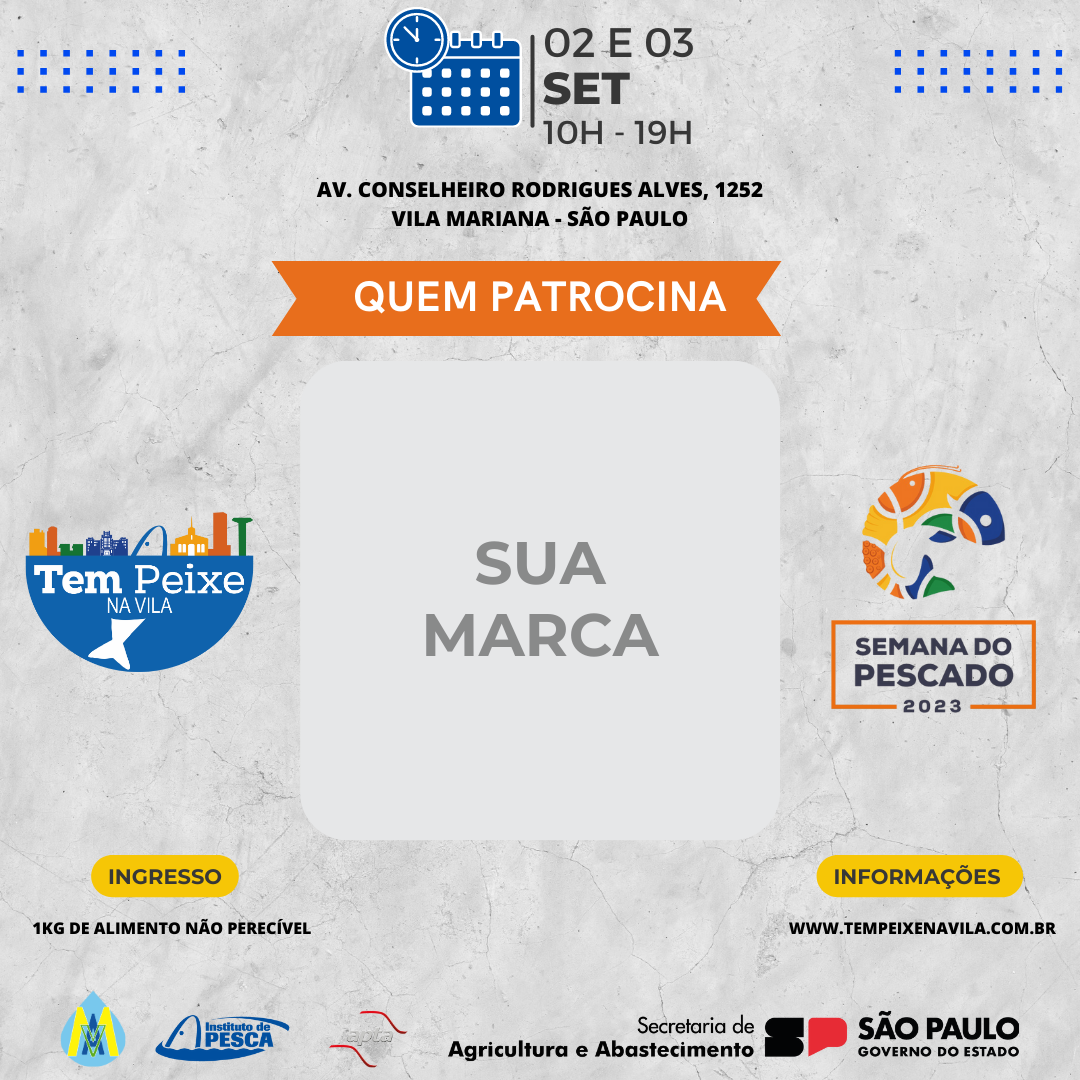 02 E 03
SET
10H - 19H
AV. CONSELHEIRO RODRIGUES ALVES, 1252
VILA MARIANA - SÃO PAULO
QUEM PATROCINA
SUA
MARCA
Tem Peixe
NA VILA
SEMANA DO
PESCADO
2023
INGRESSO
1KG DE ALIMENTO NÃO PERECÍVEL
INFORMAÇÕES
WWW.TEMPEIXENAVILA.COM.BR
Instituto de
PESCA
apta
Secretaria de
Agricultura e Abastecimento
SP
SÃO PAULO
GOVERNO DO ESTADO